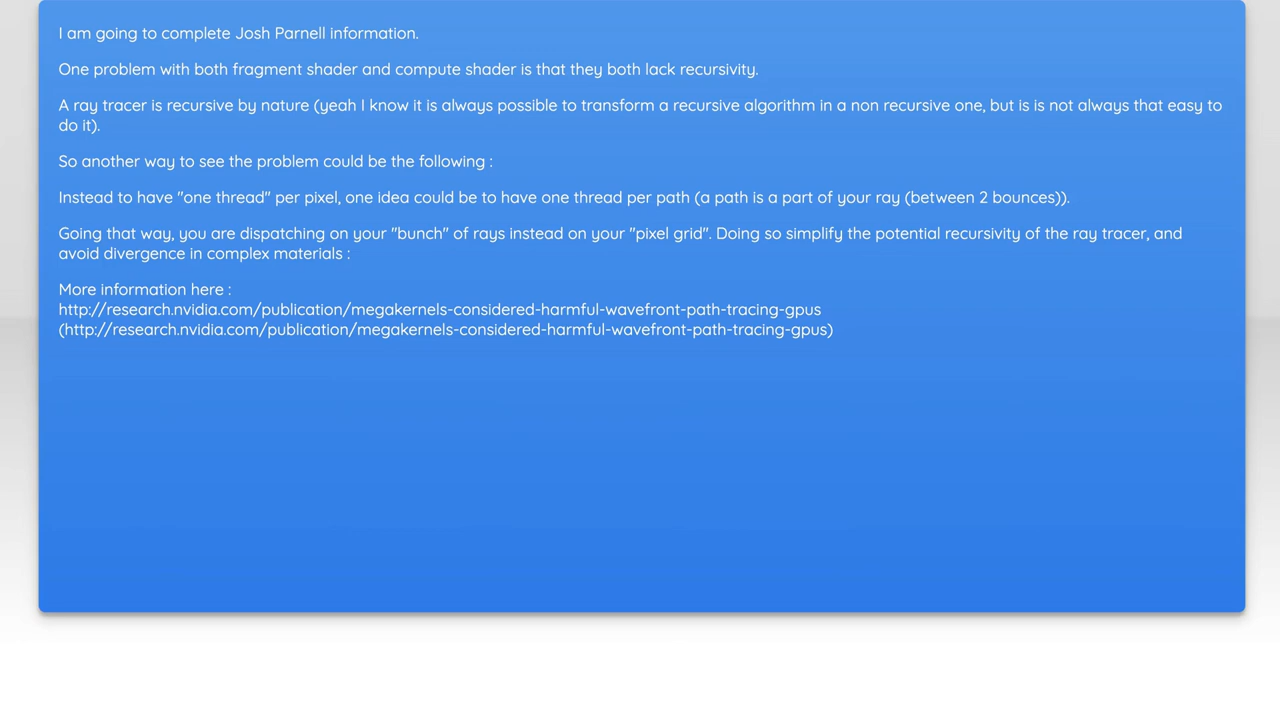 I am going to complete Josh Parnell information.
One problem with both fragment shader and compute shader is that they both lack recursivity.
A ray tracer is recursive by nature (yeah I know it is always possible to transform a recursive algorithm in a non recursive one, but is is not always that easy to
do it).
So another way to see the problem could be the following :
Instead to have "one thread" per pixel, one idea could be to have one thread per path (a path is a part of your ray (between 2 bounces)).
Going that way, you are dispatching on your "bunch" of rays instead on your "pixel grid". Doing so simplify the potential recursivity of the ray tracer, and
avoid divergence in complex materials :
More information here :
http://research.nvidia.com/publication/megakernels-considered-harmful-wavefront-path-tracing-gpus
(http://research.nvidia.com/publication/megakernels-considered-harmful-wavefront-path-tracing-gpus)